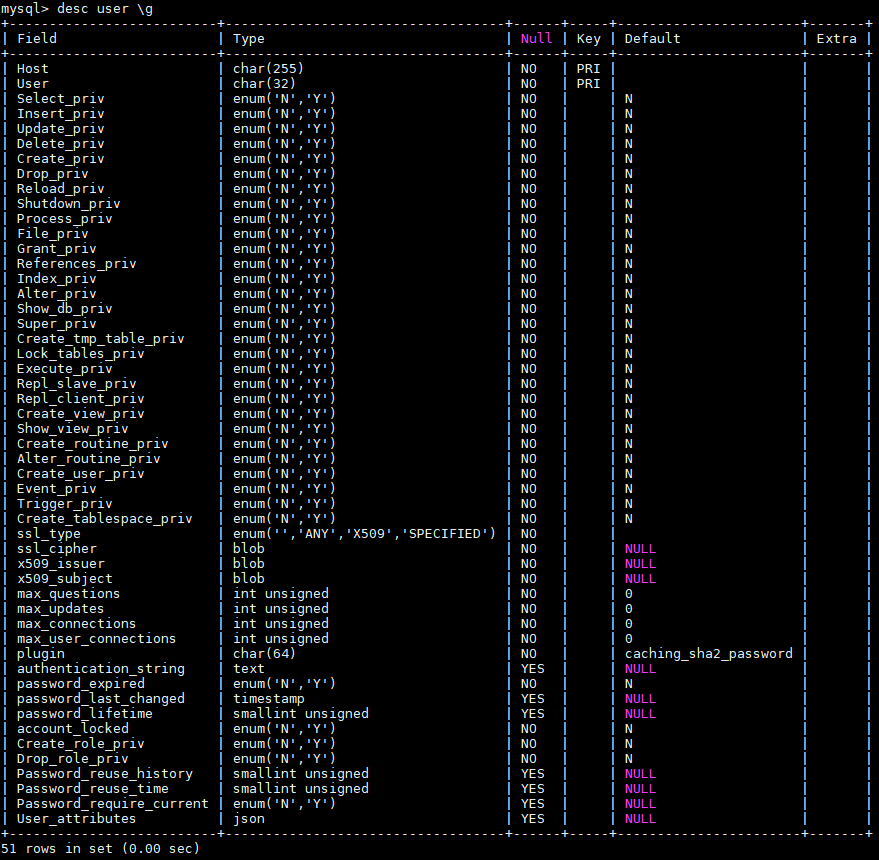 mysql> desc user \g
+--------------------------+-----------------------------------+------+-----+-----------------------+-------+
| Field                    | Type                              | Null | Key | Default               | Extra |
+--------------------------+-----------------------------------+------+-----+-----------------------+-------+
| Host                     | char(255)                         | NO   | PRI |                       |       |
| User                     | char(32)                          | NO   | PRI |                       |       |
| Select_priv              | enum('N','Y')                     | NO   |     | N                     |       |
| Insert_priv              | enum('N','Y')                     | NO   |     | N                     |       |
| Update_priv              | enum('N','Y')                     | NO   |     | N                     |       |
| Delete_priv              | enum('N','Y')                     | NO   |     | N                     |       |
| Create_priv              | enum('N','Y')                     | NO   |     | N                     |       |
| Drop_priv                | enum('N','Y')                     | NO   |     | N                     |       |
| Reload_priv              | enum('N','Y')                     | NO   |     | N                     |       |
| Shutdown_priv            | enum('N','Y')                     | NO   |     | N                     |       |
| Process_priv             | enum('N','Y')                     | NO   |     | N                     |       |
| File_priv                | enum('N','Y')                     | NO   |     | N                     |       |
| Grant_priv               | enum('N','Y')                     | NO   |     | N                     |       |
| References_priv          | enum('N','Y')                     | NO   |     | N                     |       |
| Index_priv               | enum('N','Y')                     | NO   |     | N                     |       |
| Alter_priv               | enum('N','Y')                     | NO   |     | N                     |       |
| Show_db_priv             | enum('N','Y')                     | NO   |     | N                     |       |
| Super_priv               | enum('N','Y')                     | NO   |     | N                     |       |
| Create_tmp_table_priv    | enum('N','Y')                     | NO   |     | N                     |       |
| Lock_tables_priv         | enum('N','Y')                     | NO   |     | N                     |       |
| Execute_priv             | enum('N','Y')                     | NO   |     | N                     |       |
| Repl_slave_priv          | enum('N','Y')                     | NO   |     | N                     |       |
| Repl_client_priv         | enum('N','Y')                     | NO   |     | N                     |       |
| Create_view_priv         | enum('N','Y')                     | NO   |     | N                     |       |
| Show_view_priv           | enum('N','Y')                     | NO   |     | N                     |       |
| Create_routine_priv      | enum('N','Y')                     | NO   |     | N                     |       |
| Alter_routine_priv       | enum('N','Y')                     | NO   |     | N                     |       |
| Create_user_priv         | enum('N','Y')                     | NO   |     | N                     |       |
| Event_priv               | enum('N','Y')                     | NO   |     | N                     |       |
| Trigger_priv             | enum('N','Y')                     | NO   |     | N                     |       |
| Create_tablespace_priv   | enum('N','Y')                     | NO   |     | N                     |       |
| ssl_type                 | enum('','ANY','X509','SPECIFIED') | NO   |     |                       |       |
| ssl_cipher               | blob                              | NO   |     | NULL                  |       |
| x509_issuer              | blob                              | NO   |     | NULL                  |       |
| x509_subject             | blob                              | NO   |     | NULL                  |       |
| max_questions            | int unsigned                      | NO   |     | 0                     |       |
| max_updates              | int unsigned                      | NO   |     | 0                     |       |
| max_connections          | int unsigned                      | NO   |     | 0                     |       |
| max_user_connections     | int unsigned                      | NO   |     | 0                     |       |
| plugin                   | char(64)                          | NO   |     | caching_sha2_password |       |
| authentication_string    | text                              | YES  |     | NULL                  |       |
| password_expired         | enum('N','Y')                     | NO   |     | N                     |       |
| password_last_changed    | timestamp                         | YES  |     | NULL                  |       |
| password_lifetime        | smallint unsigned                 | YES  |     | NULL                  |       |
| account_locked           | enum('N','Y')                     | NO   |     | N                     |       |
| Create_role_priv         | enum('N','Y')                     | NO   |     | N                     |       |
| Drop_role_priv           | enum('N','Y')                     | NO   |     | N                     |       |
| Password_reuse_history   | smallint unsigned                 | YES  |     | NULL                  |       |
| Password_reuse_time      | smallint unsigned                 | YES  |     | NULL                  |       |
| Password_require_current | enum('N','Y')                     | YES  |     | NULL                  |       |
| User_attributes          | json                              | YES  |     | NULL                  |       |
+--------------------------+-----------------------------------+------+-----+-----------------------+-------+
51 rows in set (0.00 sec)